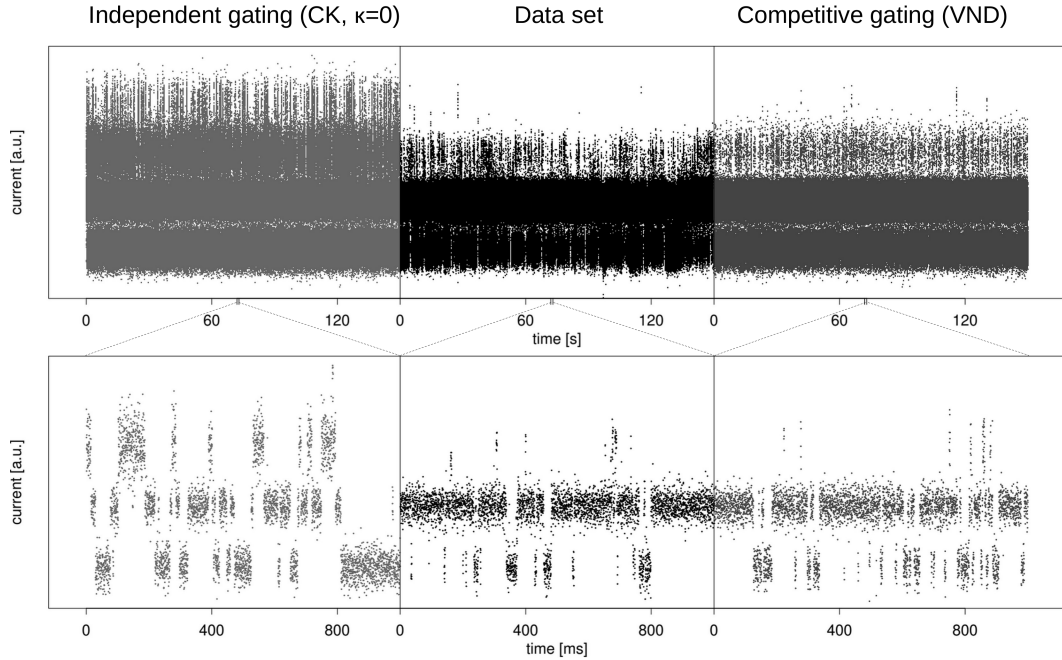 Independent gating (CK, κ=0) Data set Competitive gating (VND)
currrent [a.u.]
0 60 120 0 60 120 0 60 120
time [s]
current [a.u.]
0 400 800 0 400 800 0 400 800
time [ms]